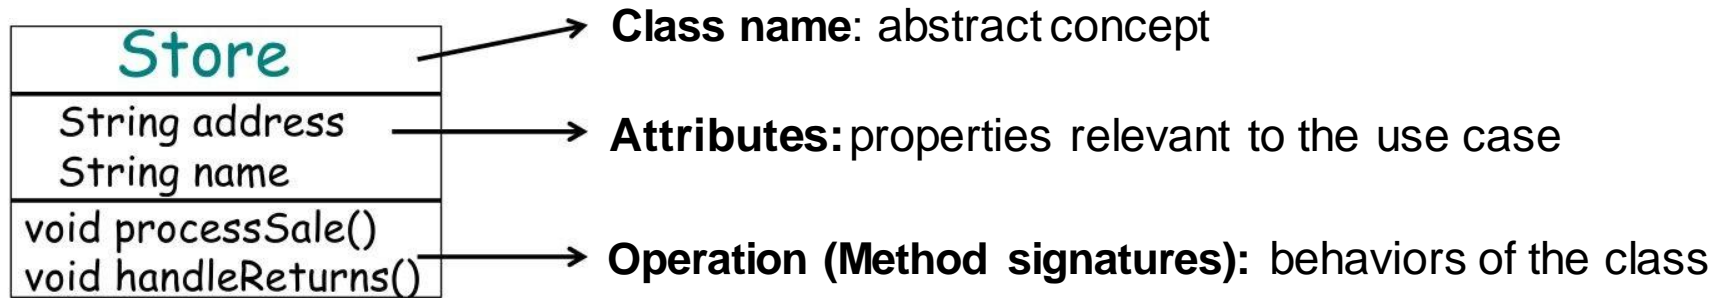 Store
Class name: abstract concept
String address
Attributes: properties relevant to the use case
String name
void processSale()
void handleReturns()
Operation (Method signatures): behaviors of the class